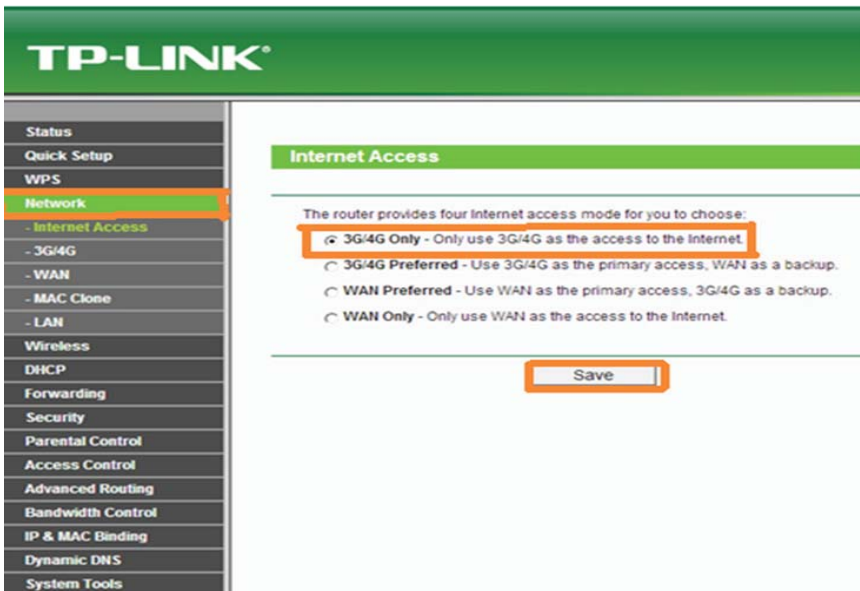 TP-LINK®
Status
Quick Setup
WPS
Network
- Internet Access
- 3G/4G
- WAN
- MAC Clone
- LAN
Wireless
DHCP
Forwarding
Security
Parental Control
Access Control
Advanced Routing
Bandwidth Control
IP & MAC Binding
Dynamic DNS
System Tools
Internet Access
The router provides four Internet access mode for you to choose:
3G/4G Only - Only use 3G/4G as the access to the Internet.
3G/4G Preferred - Use 3G/4G as the primary access, WAN as a backup.
WAN Preferred - Use WAN as the primary access, 3G/4G as a backup.
WAN Only - Only use WAN as the access to the Internet.
Save